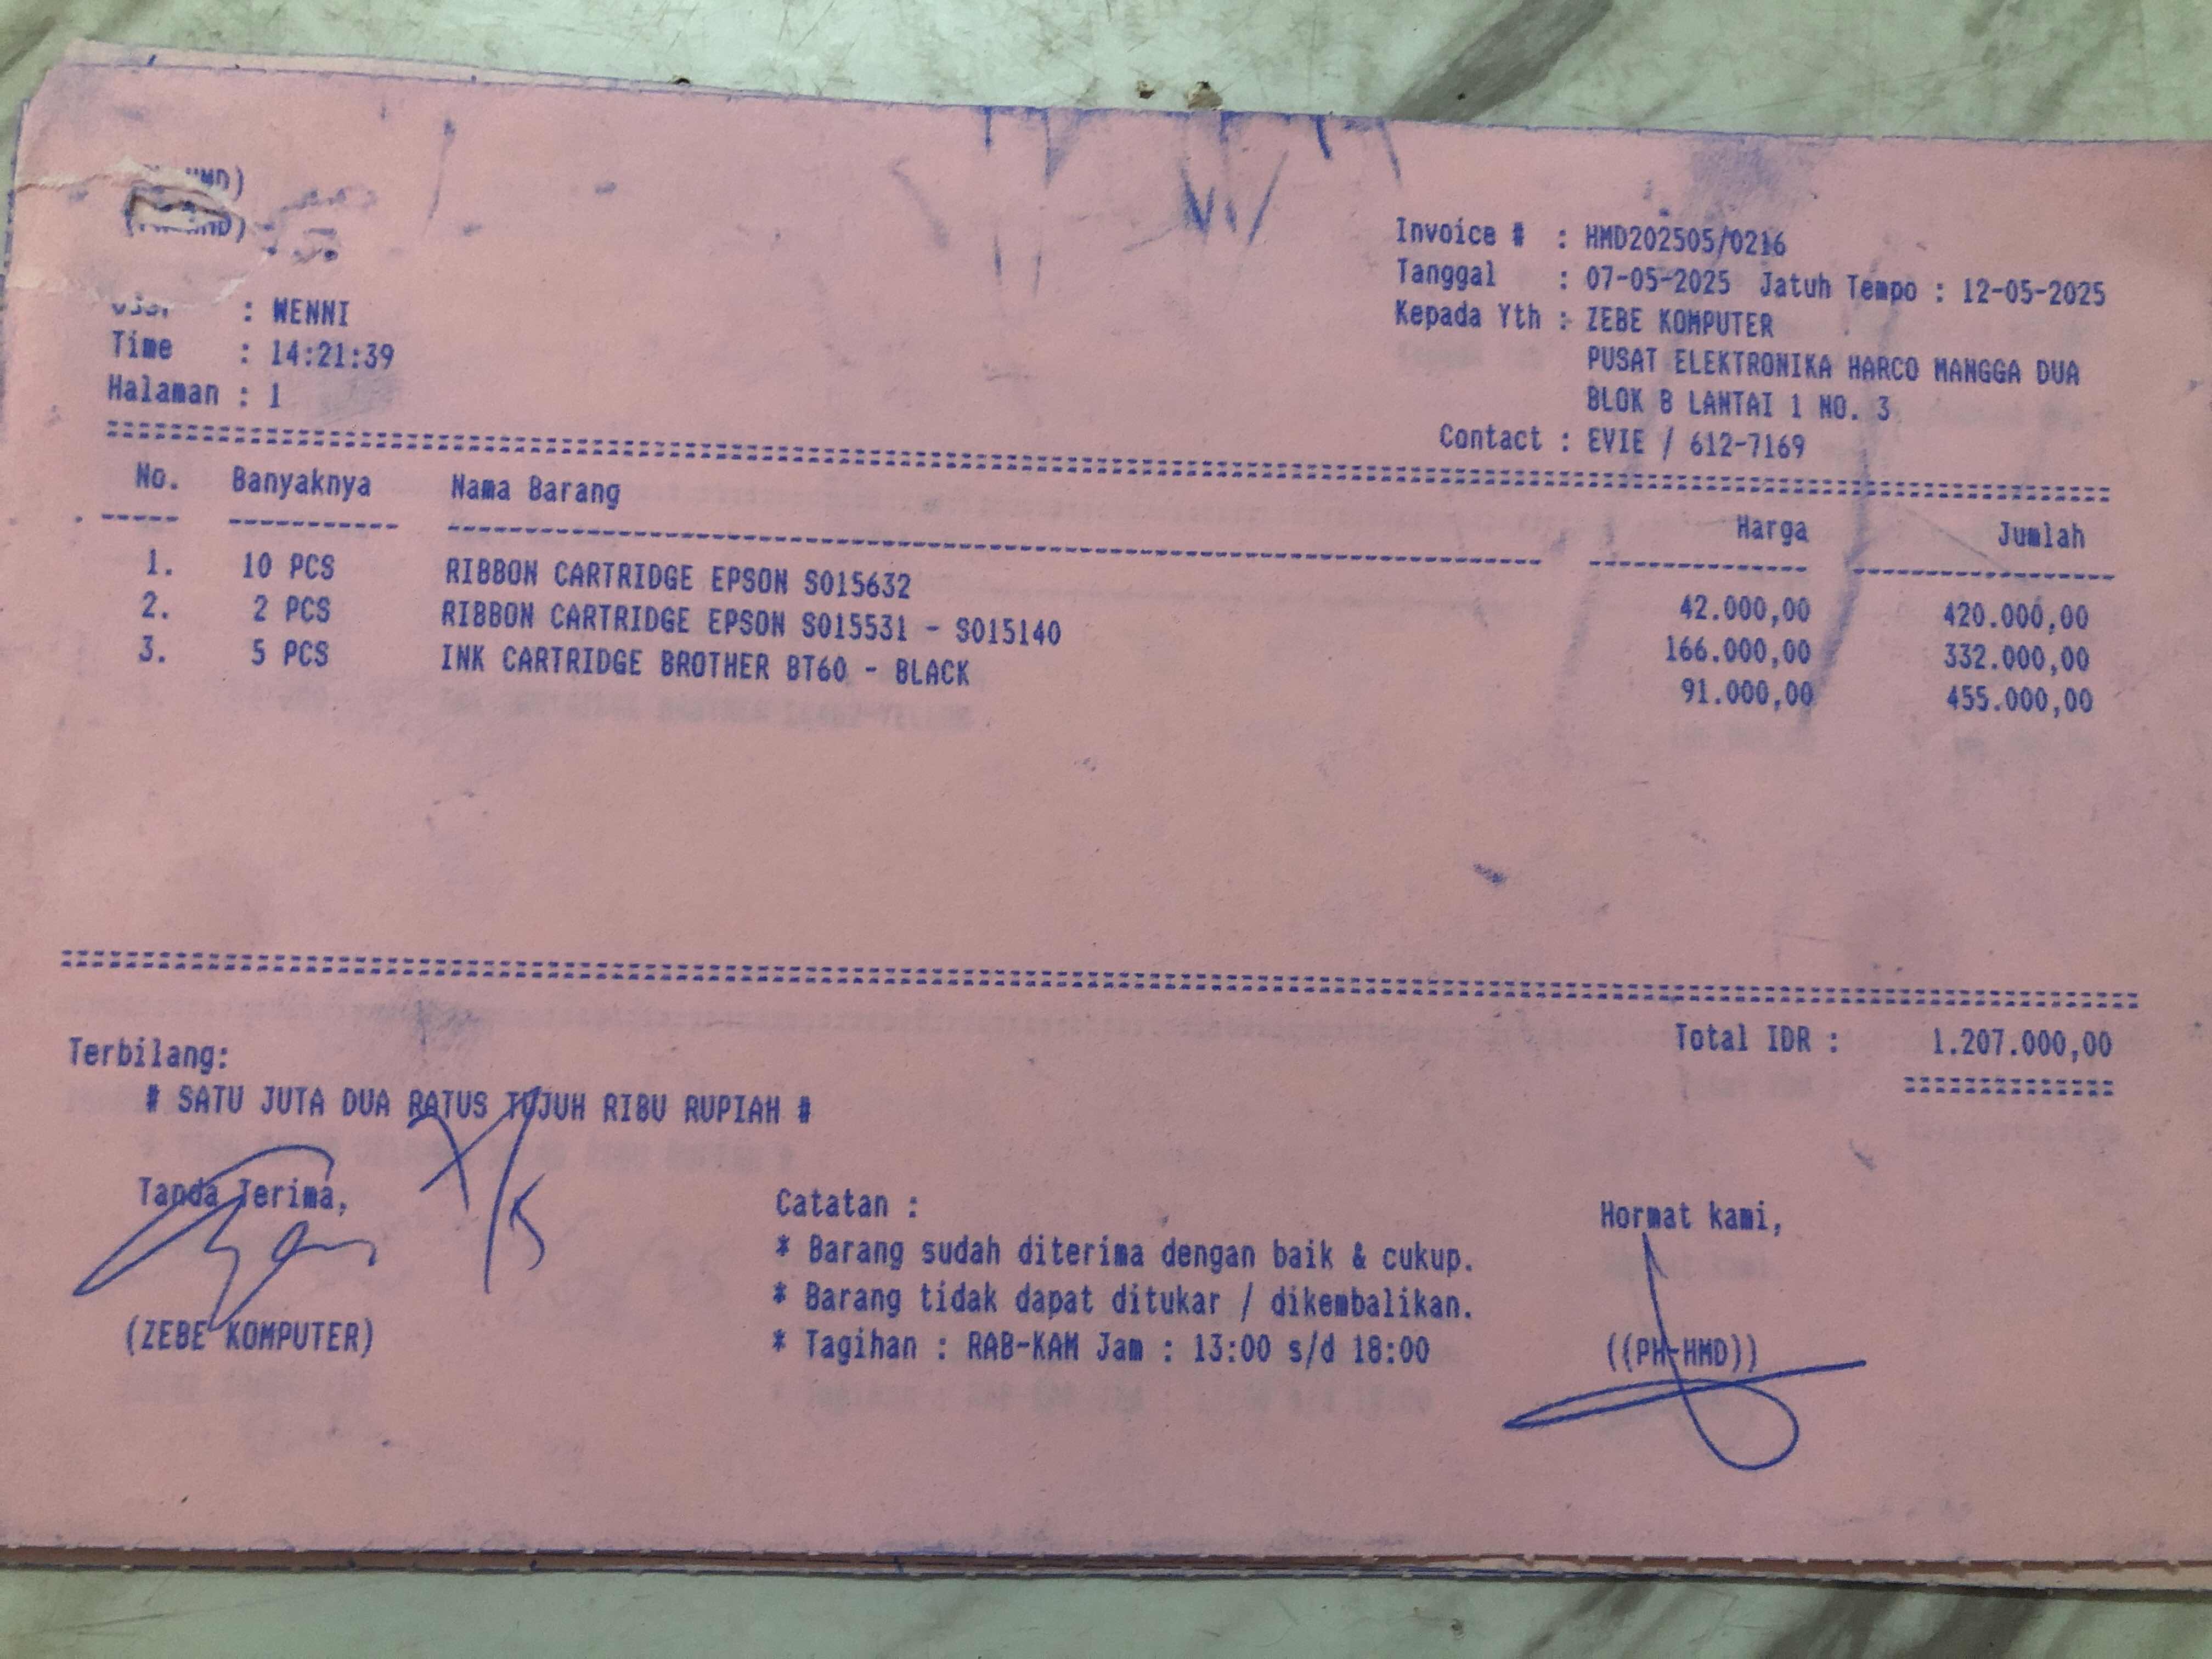 HMD)
Invoice # : HMD202505/0216
Tanggal : 07-05-2025 Jatuh Tempo : 12-05-2025
Kepada Yth : ZEBE KOMPUTER
PUSAT ELEKTRONIKA HARCO MANGGA DUA
BLOK B LANTAI 1 NO. 3
Contact : EVIE / 612-7169
: WENNI
Time : 14:21:39
Halaman : 1
No. Banyaknya Nama Barang Harga Jumlah
1. 10 PCS RIBBON CARTRIDGE EPSON S015632 42.000,00 420.000,00
2. 2 PCS RIBBON CARTRIDGE EPSON S015531 - S015140 166.000,00 332.000,00
3. 5 PCS INK CARTRIDGE BROTHER BT60 - BLACK 91.000,00 455.000,00
Total IDR : 1.207.000,00
Terbilang:
# SATU JUTA DUA RATUS TUJUH RIBU RUPIAH #
Tanda Terima,
7/5
(ZEBE KOMPUTER)
Catatan :
* Barang sudah diterima dengan baik & cukup.
* Barang tidak dapat ditukar / dikembalikan.
* Tagihan : RAB-KAM Jam : 13:00 s/d 18:00
Hormat kami,
((PH-HMD))